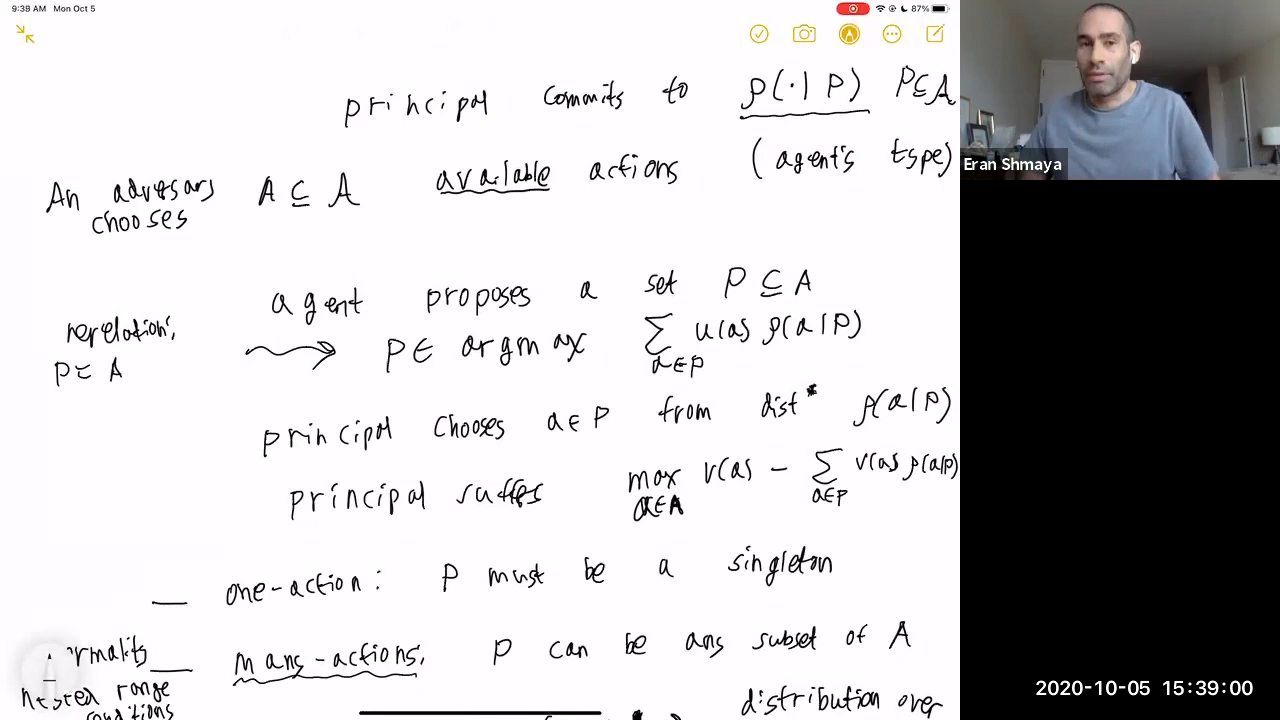 9:38 AM Mon Oct 5
87%
principal commits to ρ(·|P) P⊆𝒜
An adversary chooses A ⊆ 𝒜 available actions (agent's type)
agent proposes a set P ⊆ A
P⊆ A
P∈ argmax ∑ u(a) ρ(a|P)
a∈P
principal chooses a∈P from dist* ρ(a|P)
principal suffers max v(a) − ∑ v(a) ρ(a|P)
a∈A a∈P
— one-action: P must be a singleton
— many-actions: P can be any subset of A
nested range
distribution over
Eran Shmaya
2020-10-05 15:39:00